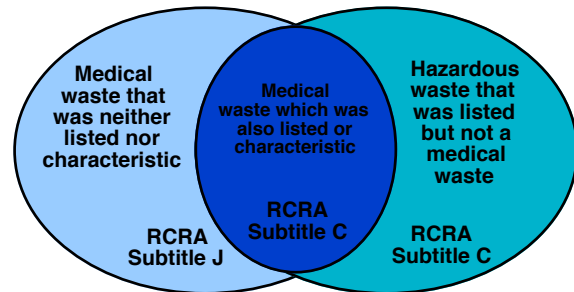 Medical
waste that
was neither
listed nor
characteristic
RCRA
Subtitle J
Medical
waste which was
also listed or
characteristic
RCRA
Subtitle C
Hazardous
waste that
was listed
but not a
medical
waste
RCRA
Subtitle C